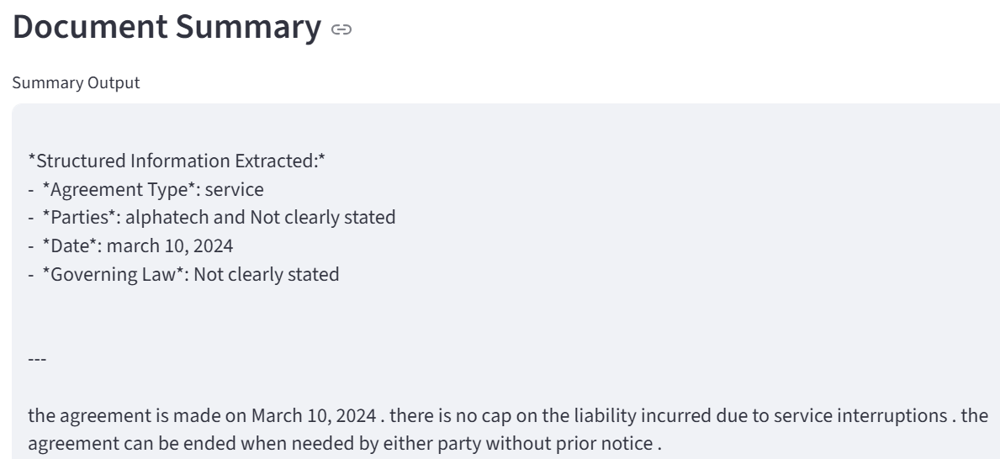 Document Summary
Summary Output
*Structured Information Extracted:*
- *Agreement Type*: service
- *Parties*: alphatech and Not clearly stated
- *Date*: march 10, 2024
- *Governing Law*: Not clearly stated
---
the agreement is made on March 10, 2024 . there is no cap on the liability incurred due to service interruptions . the
agreement can be ended when needed by either party without prior notice .